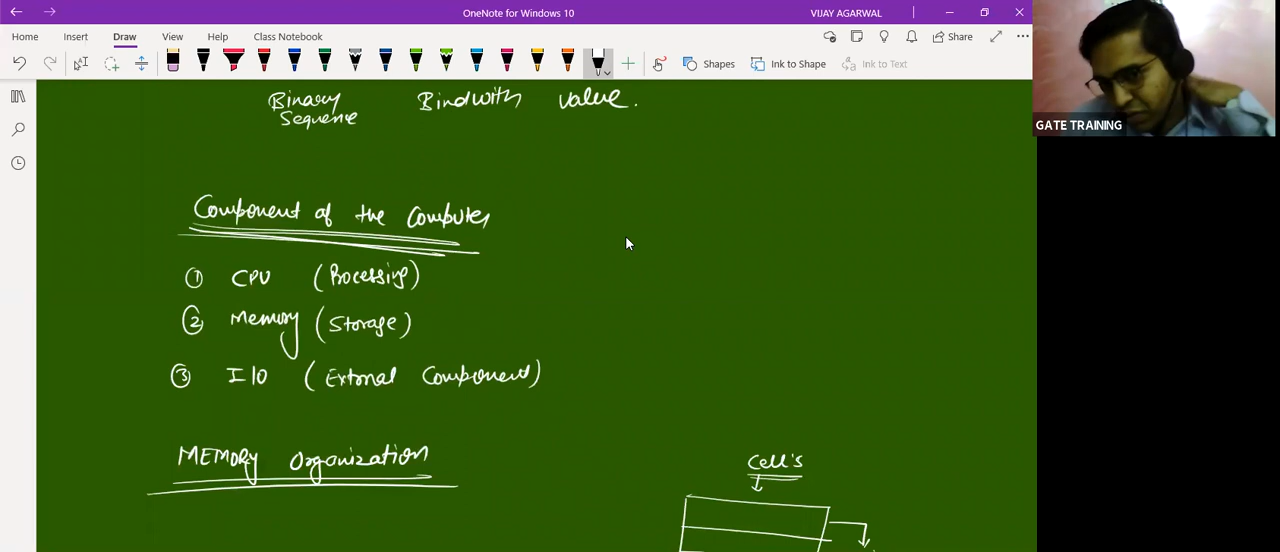 OneNote for Windows 10
VIJAY AGARWAL
Home Insert Draw View Help Class Notebook
Share
Shapes Ink to Shape Ink to Text
GATE TRAINING
Binary Bindwith value.
Sequence
Component of the Computer
① CPU (Processing)
② Memory (Storage)
③ I/O (External Component)
MEMORY Organization
Cell's